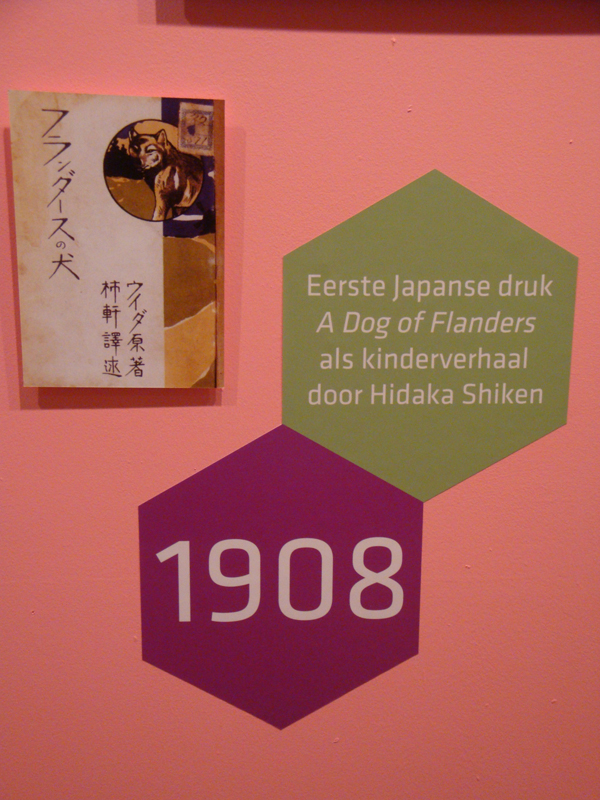 フランダースの犬
ウイダ原著
柿軒譯述
Eerste Japanse druk
A Dog of Flanders
als kinderverhaal
door Hidaka Shiken
1908